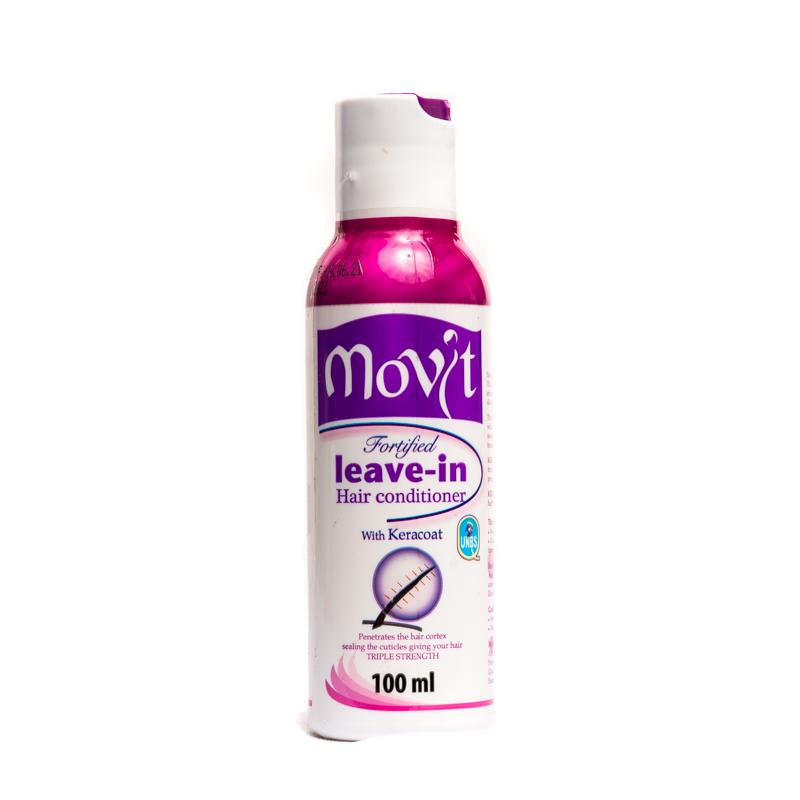 movit
Fortified
leave-in
Hair conditioner
With Keracoat
UNBS
Q
Penetrates the hair cortex
sealing the cuticles giving your hair
TRIPLE STRENGTH
100 ml